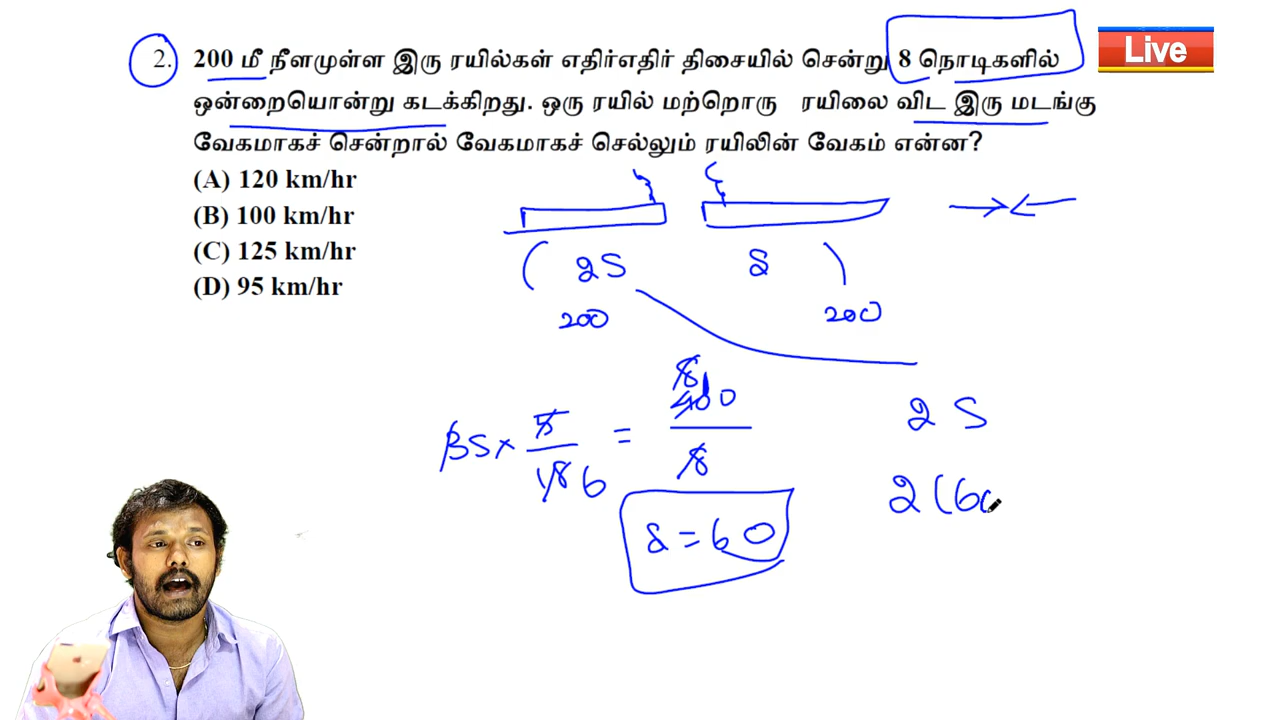 Live
2. 200 மீ நீளமுள்ள இரு ரயில்கள் எதிர்எதிர் திசையில் சென்று 8 நொடிகளில்
ஒன்றையொன்று கடக்கிறது. ஒரு ரயில் மற்றொரு ரயிலை விட இரு மடங்கு
வேகமாகச் சென்றால் வேகமாகச் செல்லும் ரயிலின் வேகம் என்ன?
(A) 120 km/hr
(B) 100 km/hr
(C) 125 km/hr
(D) 95 km/hr
2S S
200 200
3S × 5/18 6 = 400/8
S = 60
2 S
2 (60